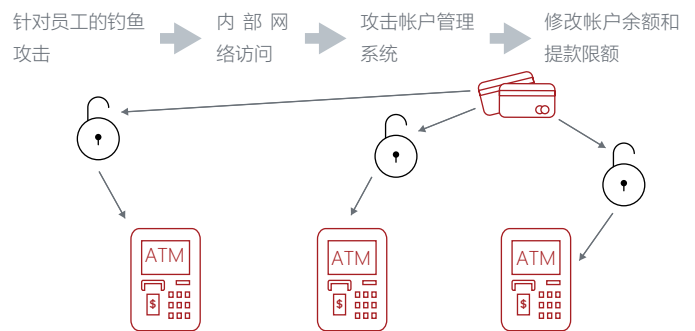 针对员工的钓鱼
攻击
内部网
络访问
攻击帐户管理
系统
修改帐户余额和
提款限额
ATM
ATM
ATM
$
$
$